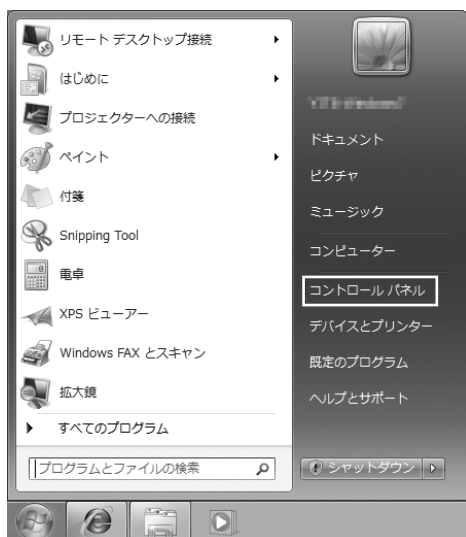 リモート デスクトップ接続
はじめに
プロジェクターへの接続
ペイント
付箋
Snipping Tool
電卓
XPS ビューアー
Windows FAX とスキャン
拡大鏡
すべてのプログラム
プログラムとファイルの検索
ドキュメント
ピクチャ
ミュージック
コンピューター
コントロール パネル
デバイスとプリンター
既定のプログラム
ヘルプとサポート
シャットダウン